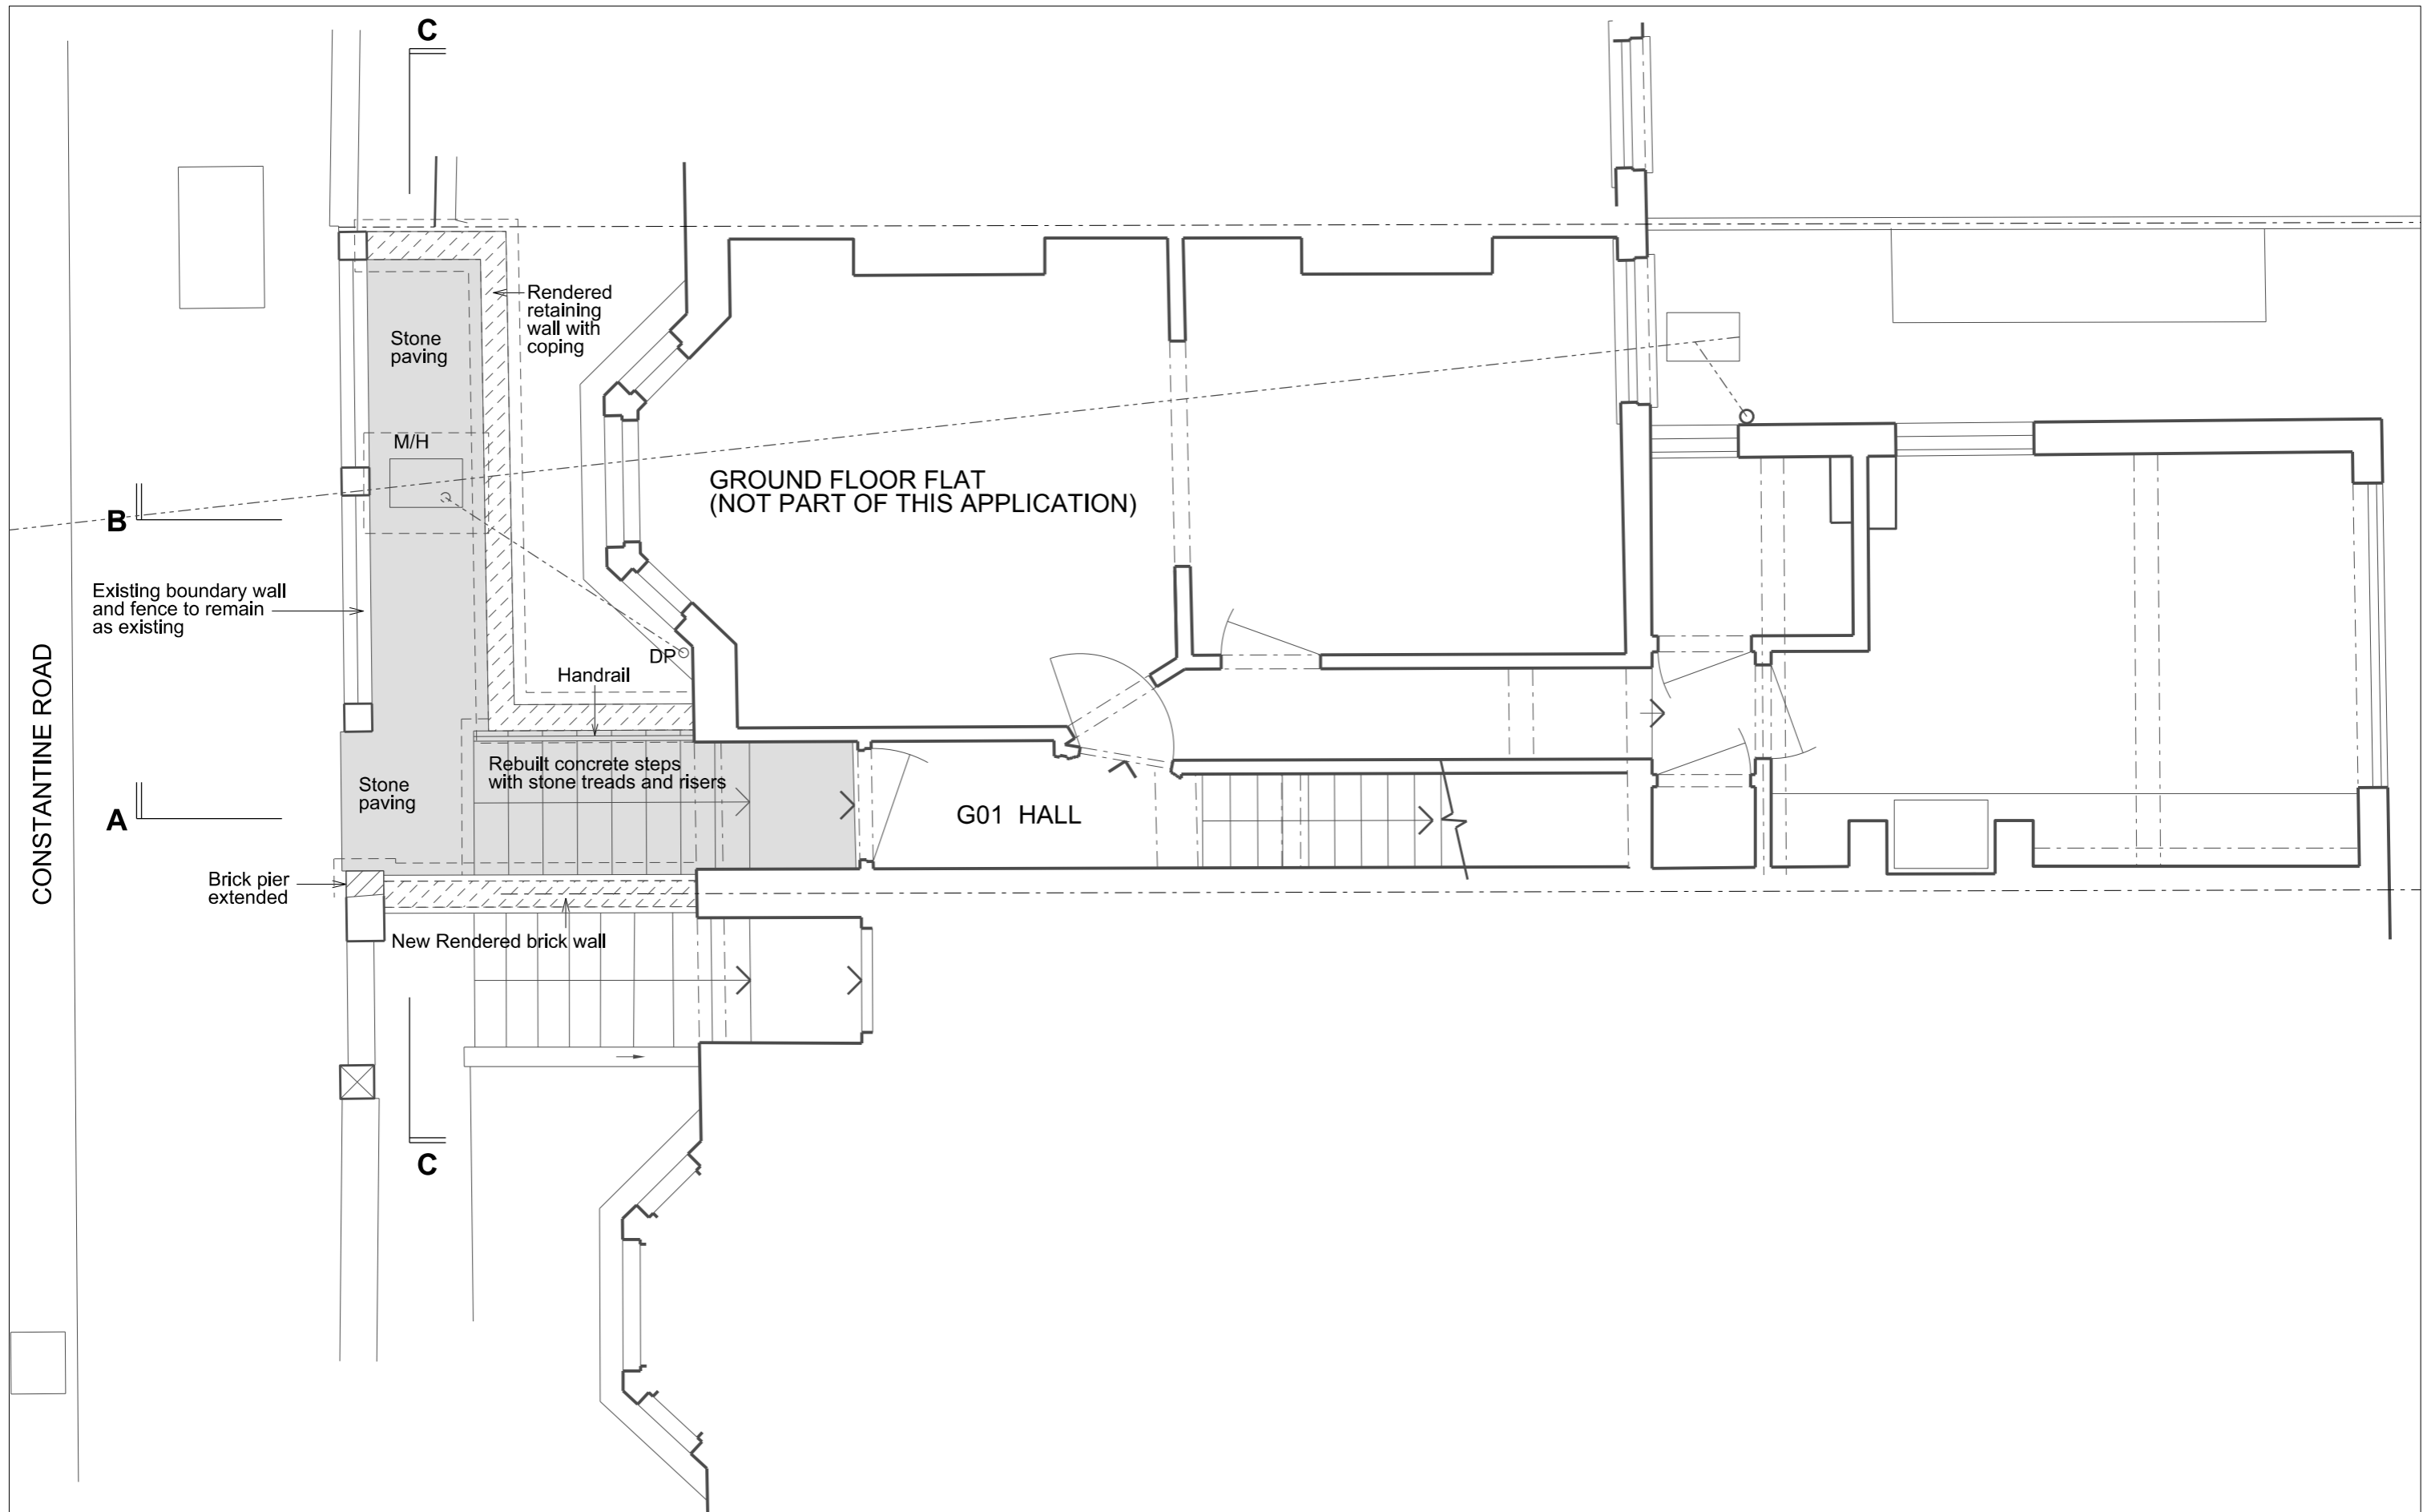 C
Rendered
retaining
wall with
coping
Stone
paving
M/H
GROUND FLOOR FLAT
(NOT PART OF THIS APPLICATION)
B
Existing boundary wall
and fence to remain
as existing
CONSTANTINE ROAD
DP
Handrail
Rebuilt concrete steps
with stone treads and risers
Stone
paving
A
G01 HALL
Brick pier
extended
New Rendered brick wall
C